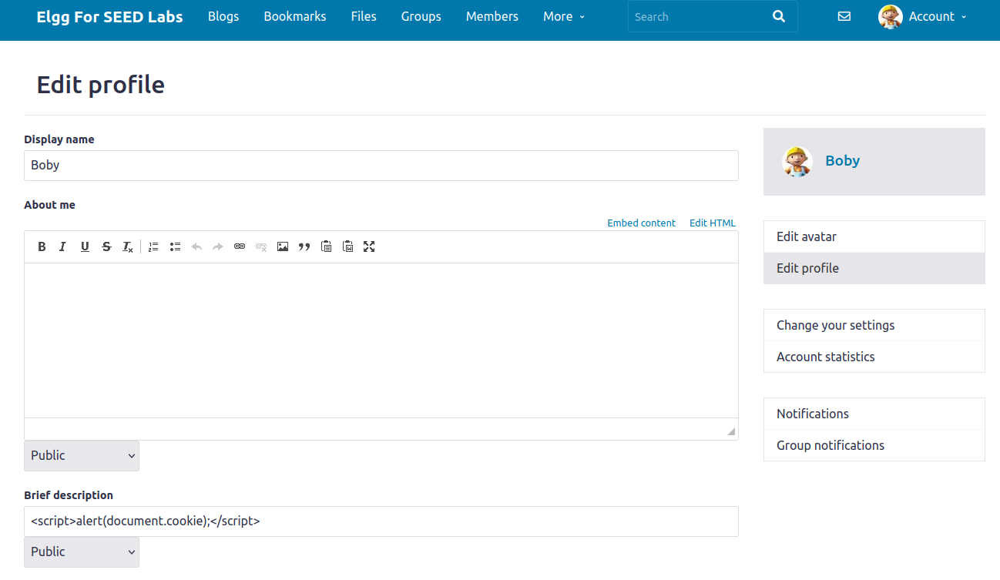 Elgg For SEED Labs Blogs Bookmarks Files Groups Members More Search Account
Edit profile
Display name
Boby
About me
Embed content Edit HTML
B I U S Tx
Public
Brief description
<script>alert(document.cookie);</script>
Public
Boby
Edit avatar
Edit profile
Change your settings
Account statistics
Notifications
Group notifications